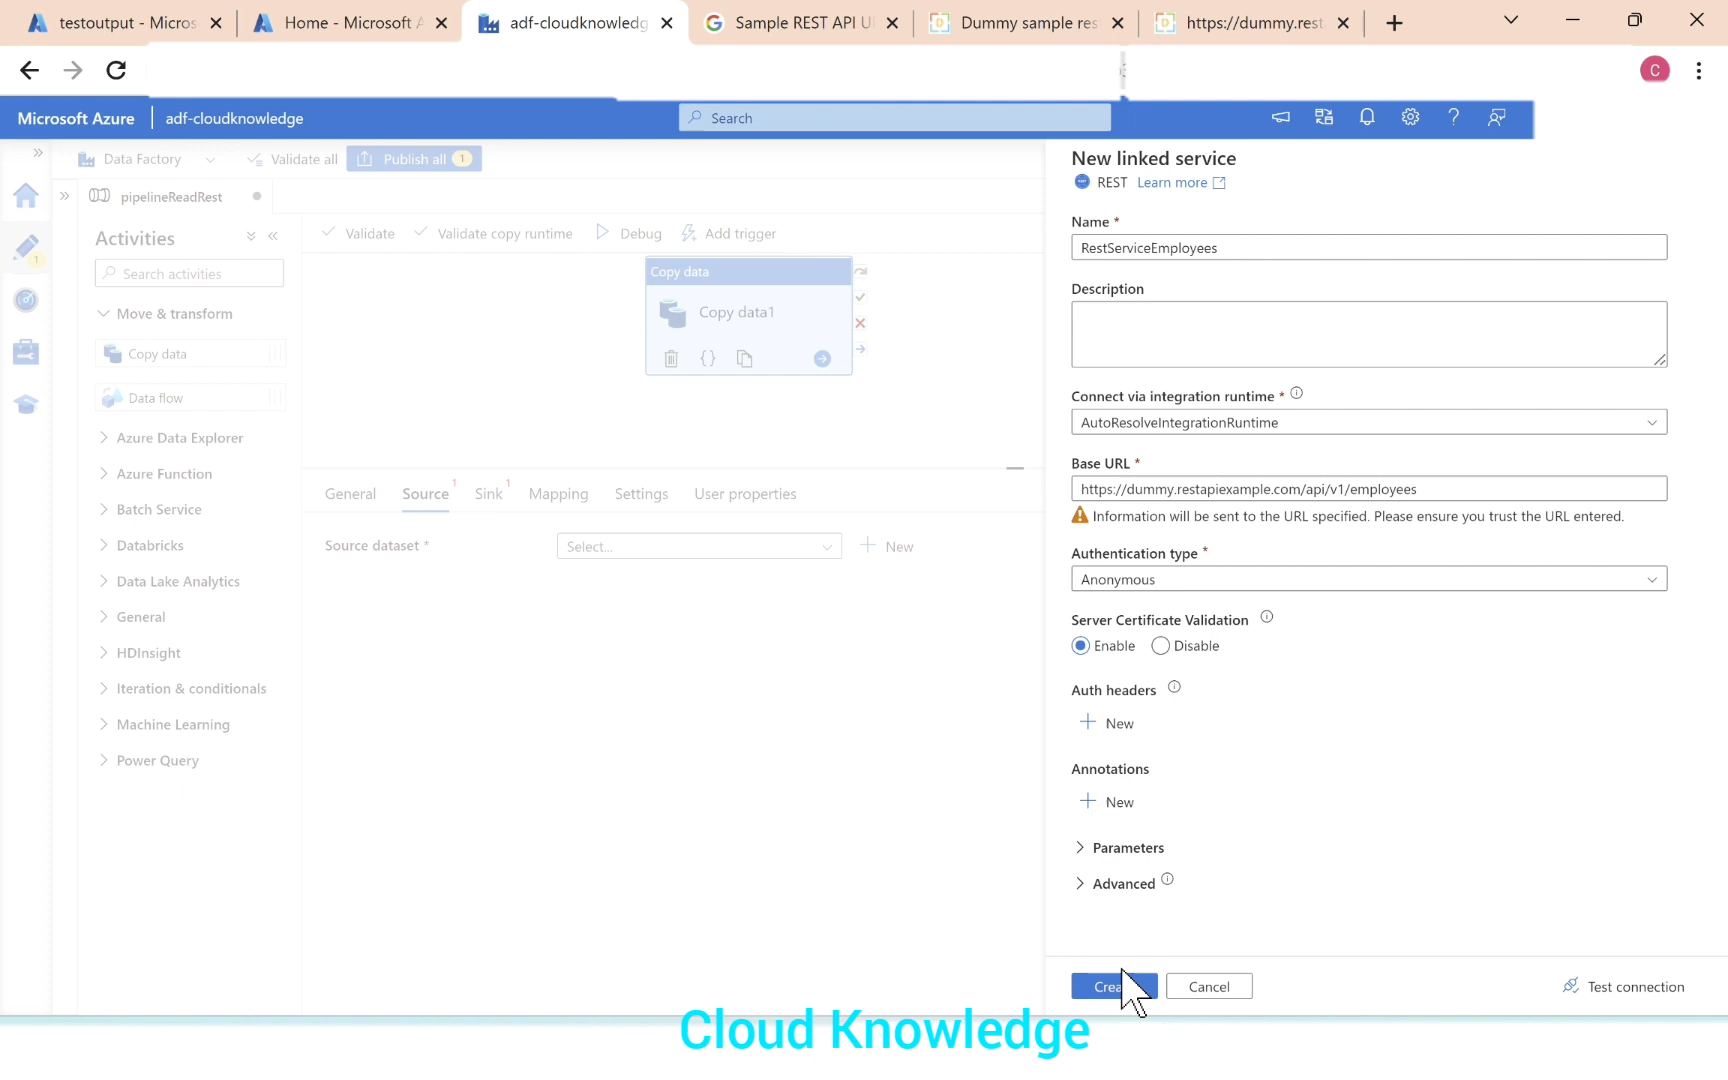 testoutput - Micros
Home - Microsoft A
adf-cloudknowledg
Sample REST API U
Dummy sample res
https://dummy.rest
C
Microsoft Azure
adf-cloudknowledge
Search
Data Factory
Validate all
Publish all 1
pipelineReadRest
Activities
Search activities
Move & transform
Copy data
Data flow
Azure Data Explorer
Azure Function
Batch Service
Databricks
Data Lake Analytics
General
HDInsight
Iteration & conditionals
Machine Learning
Power Query
1
Validate
Validate copy runtime
Debug
Add trigger
Copy data
Copy data1
General
Source 1
Sink 1
Mapping
Settings
User properties
Source dataset *
Select...
New
New linked service
REST Learn more
Name *
RestServiceEmployees
Description
Connect via integration runtime *
AutoResolveIntegrationRuntime
Base URL *
https://dummy.restapiexample.com/api/v1/employees
Information will be sent to the URL specified. Please ensure you trust the URL entered.
Authentication type *
Anonymous
Server Certificate Validation
Enable Disable
Auth headers
New
Annotations
New
Parameters
Advanced
Crea
Cancel
Test connection
Cloud Knowledge